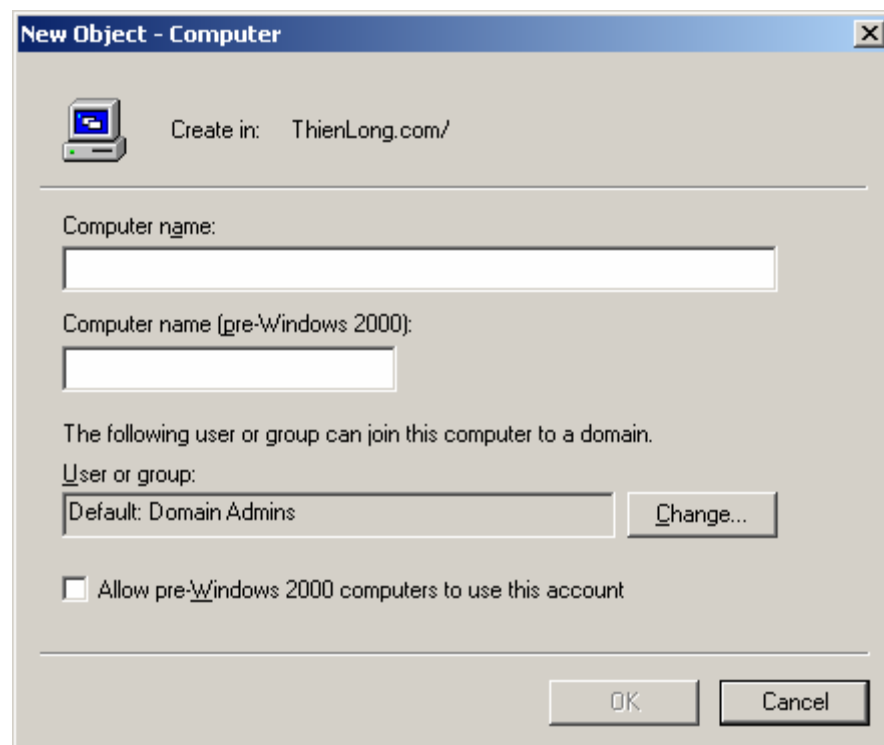 New Object - Computer
Create in: ThienLong.com/
Computer name:
Computer name (pre-Windows 2000):
The following user or group can join this computer to a domain.
User or group:
Default: Domain Admins
Change...
Allow pre-Windows 2000 computers to use this account
OK
Cancel